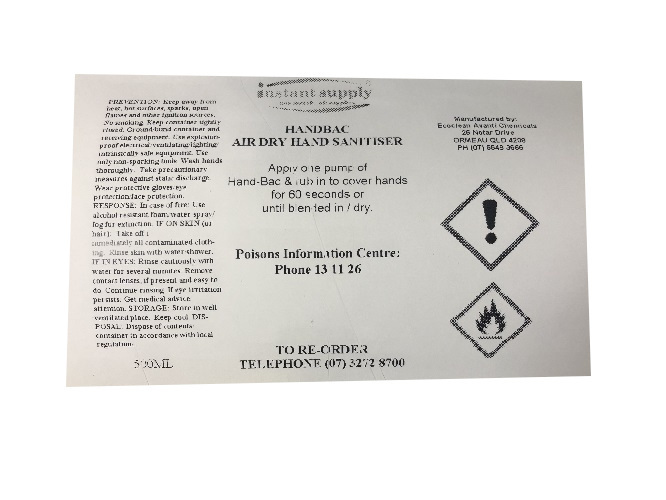 PREVENTION: Keep away from
heat, hot surfaces, sparks, open
flames and other ignition sources.
No smoking. Keep container tightly
closed. Ground/bond container and
receiving equipment. Use explosion-
proof electrical/ventilating/lighting/
intrinsically safe equipment. Use
only non-sparking tools. Wash hands
thoroughly. Take precautionary
measures against static discharge.
Wear protective gloves, eye
protection/face protection.
RESPONSE: In case of fire: Use
alcohol resistant foam/water spray/
fog for extinction. IF ON SKIN (or
hair): Take off
immediately all contaminated cloth-
ing. Rinse skin with water/shower.
IF IN EYES: Rinse cautiously with
water for several minutes. Remove
contact lenses, if present and easy to
do. Continue rinsing. If eye irritation
persists: Get medical advice
attention. STORAGE: Store in well
ventilated place. Keep cool. DIS-
POSAL: Dispose of contents/
container in accordance with local
regulation.
500ML
instant supply
HANDBAC
AIR DRY HAND SANITISER
Apply one pump of
Hand-Bac & rub in to cover hands
for 60 seconds or
until blended in / dry.
Poisons Information Centre:
Phone 13 11 26
TO RE-ORDER
TELEPHONE (07) 3272 8700
Manufactured by:
Ecoclean Avanti Chemicals
26 Notar Drive
ORMEAU QLD 4208
PH (07) 5549 3666